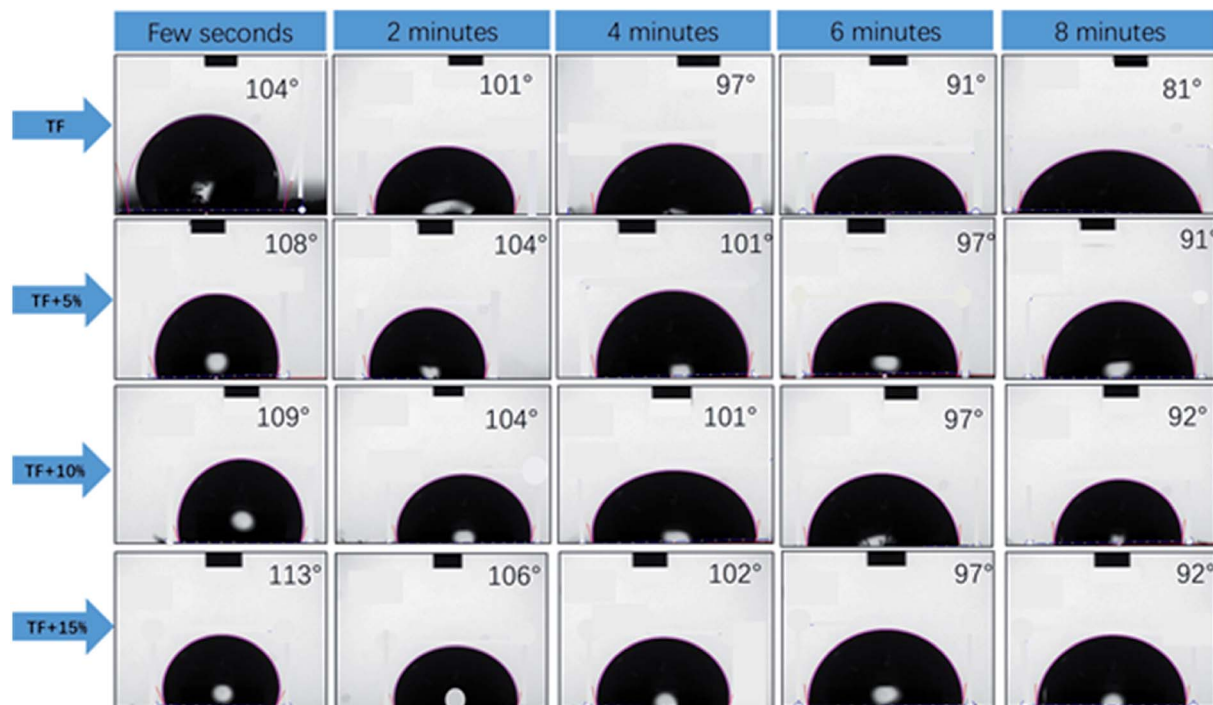 Few seconds 2 minutes 4 minutes 6 minutes 8 minutes
TF 104° 101° 97° 91° 81°
TF+5% 108° 104° 101° 97° 91°
TF+10% 109° 104° 101° 97° 92°
TF+15% 113° 106° 102° 97° 92°